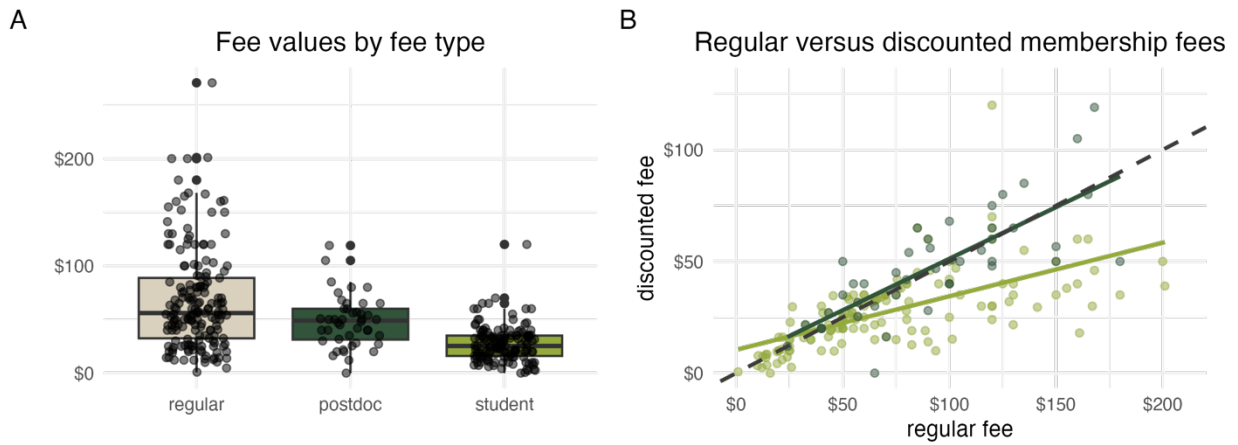 A
Fee values by fee type
$200
$100
$0
regular
postdoc
student
B
Regular versus discounted membership fees
discounted fee
$100
$50
$0
$0
$50
$100
$150
$200
regular fee